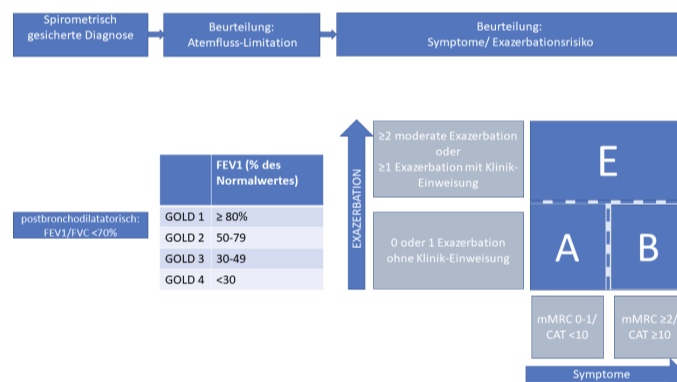 Spirometrisch
gesicherte Diagnose
Beurteilung:
Atemfluss-Limitation
Beurteilung:
Symptome/ Exazerbationsrisiko
postbronchodilatatorisch:
FEV1/FVC <70%
FEV1 (% des
Normalwertes)
GOLD 1 ≥ 80%
GOLD 2 50-79
GOLD 3 30-49
GOLD 4 <30
EXAZERBATION
≥2 moderate Exazerbation
oder
≥1 Exazerbation mit Klinik-
Einweisung
0 oder 1 Exazerbation
ohne Klinik-Einweisung
E
A B
mMRC 0-1/
CAT <10
mMRC ≥2/
CAT ≥10
Symptome